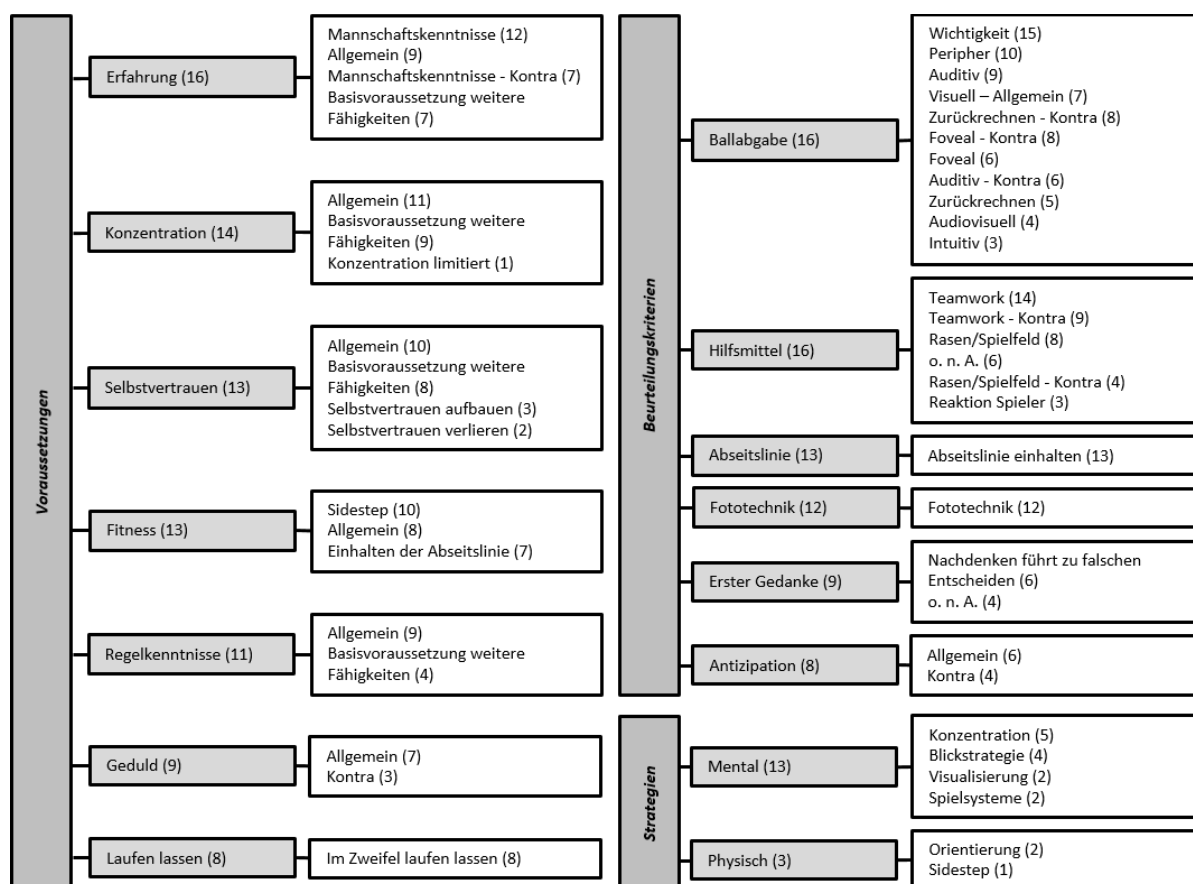 Voraussetzungen
Erfahrung (16)
Mannschaftskenntnisse (12)
Allgemein (9)
Mannschaftskenntnisse - Kontra (7)
Basisvoraussetzung weitere
Fähigkeiten (7)
Konzentration (14)
Allgemein (11)
Basisvoraussetzung weitere
Fähigkeiten (9)
Konzentration limitiert (1)
Selbstvertrauen (13)
Allgemein (10)
Basisvoraussetzung weitere
Fähigkeiten (8)
Selbstvertrauen aufbauen (3)
Selbstvertrauen verlieren (2)
Fitness (13)
Sidestep (10)
Allgemein (8)
Einhalten der Abseitslinie (7)
Regelkenntnisse (11)
Allgemein (9)
Basisvoraussetzung weitere
Fähigkeiten (4)
Geduld (9)
Allgemein (7)
Kontra (3)
Laufen lassen (8)
Im Zweifel laufen lassen (8)
Beurteilungskriterien
Ballabgabe (16)
Wichtigkeit (15)
Peripher (10)
Auditiv (9)
Visuell – Allgemein (7)
Zurückrechnen - Kontra (8)
Foveal - Kontra (8)
Foveal (6)
Auditiv - Kontra (6)
Zurückrechnen (5)
Audiovisuell (4)
Intuitiv (3)
Hilfsmittel (16)
Teamwork (14)
Teamwork - Kontra (9)
Rasen/Spielfeld (8)
o. n. A. (6)
Rasen/Spielfeld - Kontra (4)
Reaktion Spieler (3)
Abseitslinie (13)
Abseitslinie einhalten (13)
Fototechnik (12)
Fototechnik (12)
Erster Gedanke (9)
Nachdenken führt zu falschen
Entscheiden (6)
o. n. A. (4)
Antizipation (8)
Allgemein (6)
Kontra (4)
Strategien
Mental (13)
Konzentration (5)
Blickstrategie (4)
Visualisierung (2)
Spielsysteme (2)
Physisch (3)
Orientierung (2)
Sidestep (1)